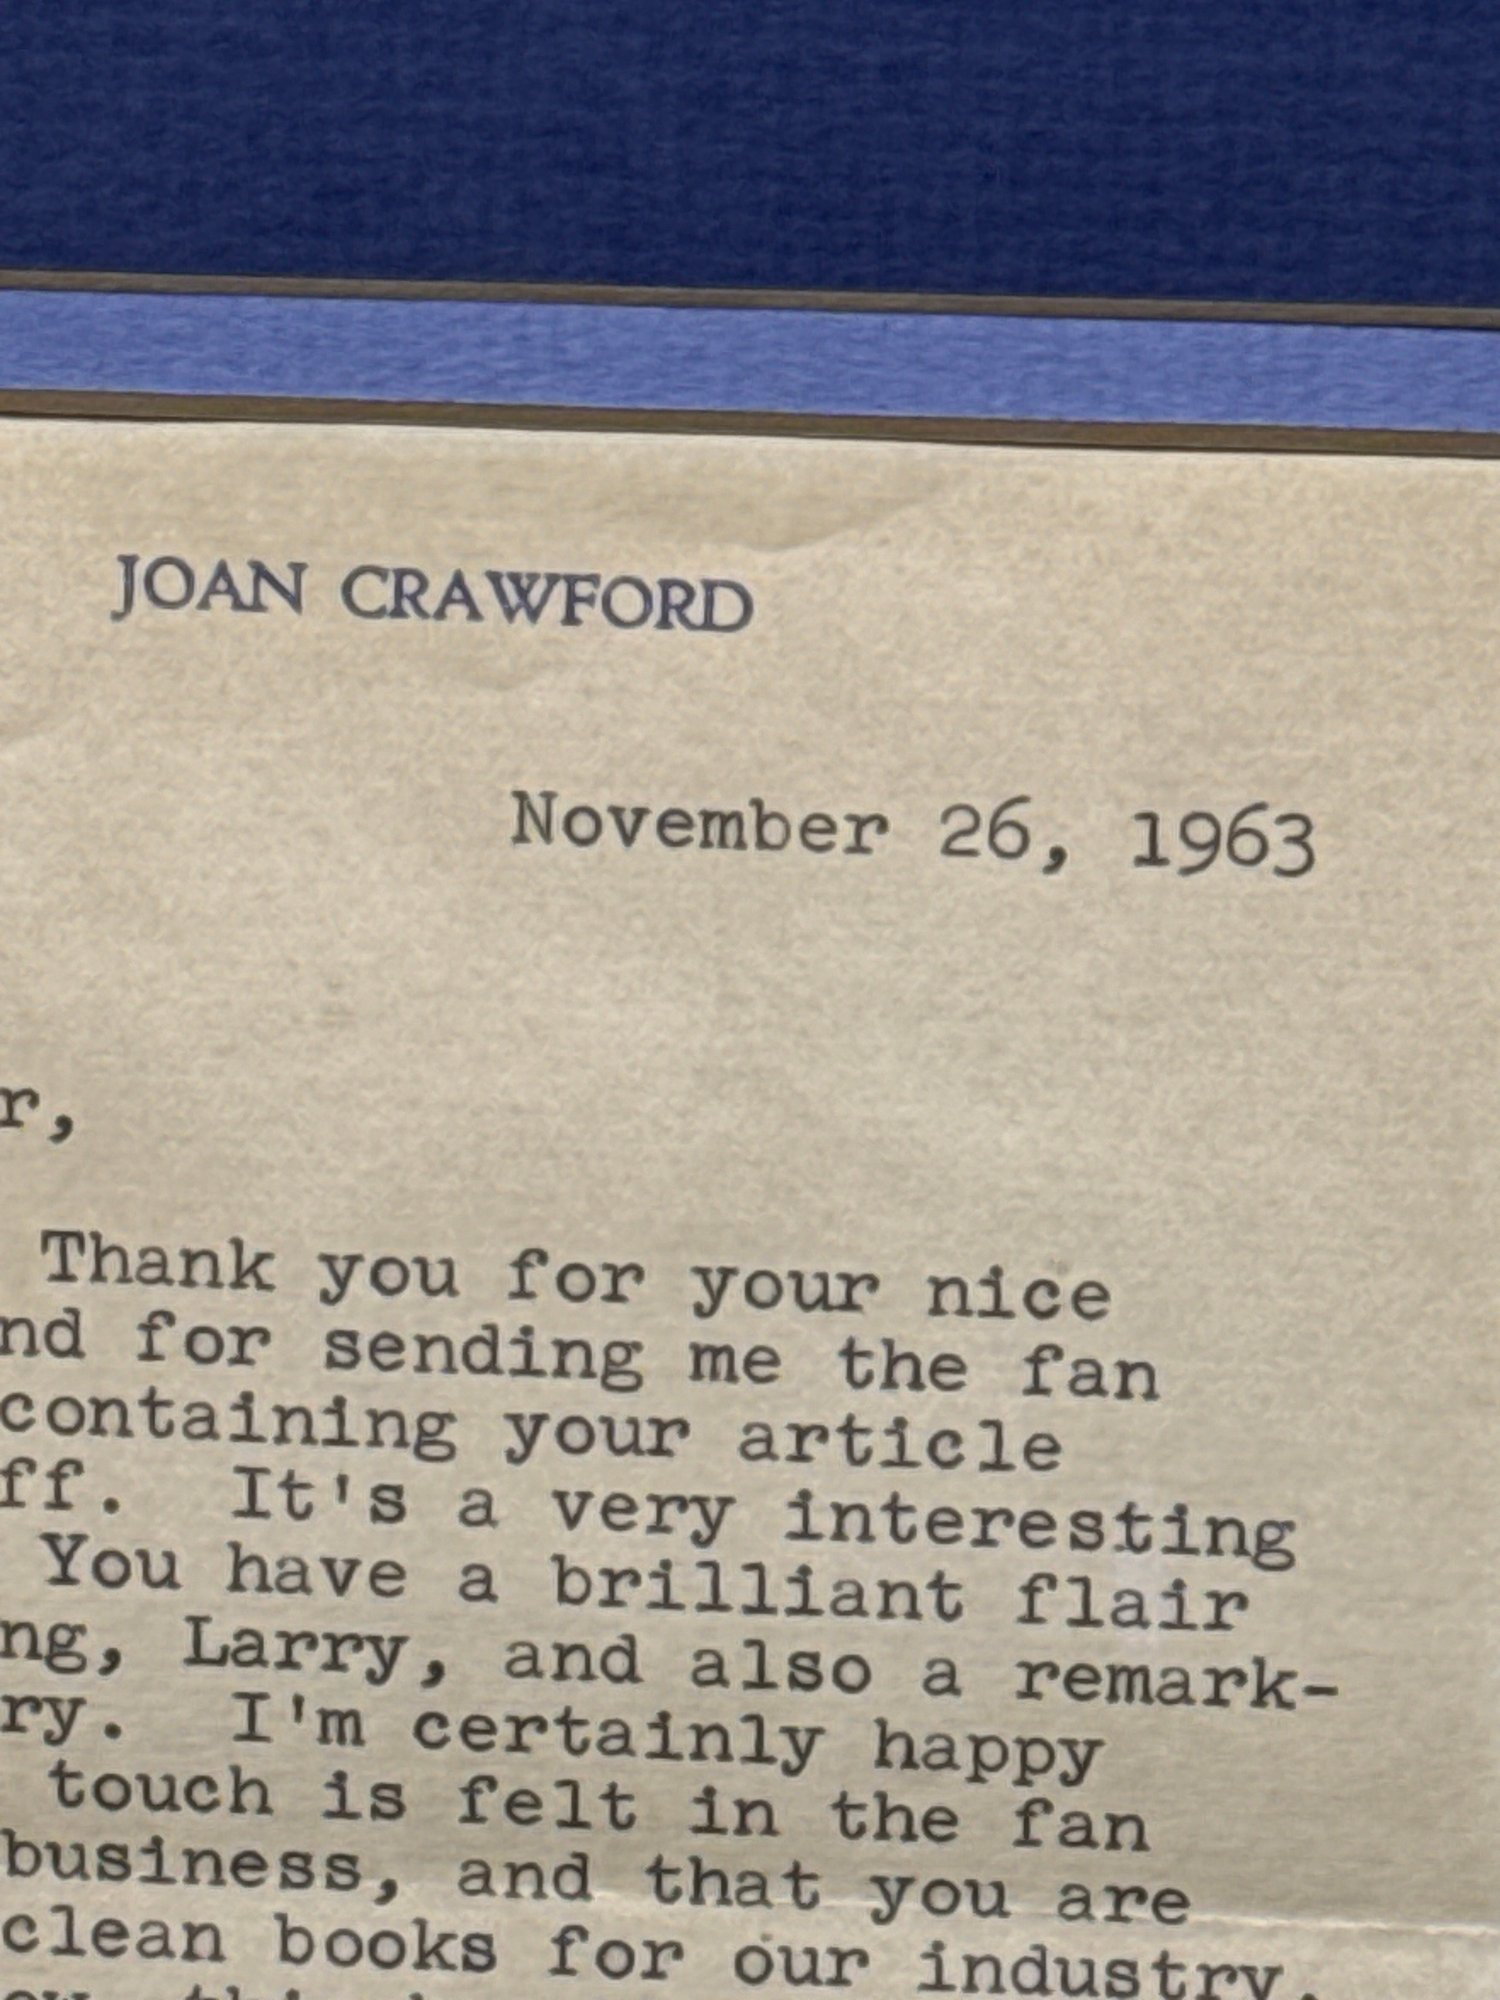 JOAN CRAWFORD
November 26, 1963
r,
Thank you for your nice
nd for sending me the fan
containing your article
ff. It's a very interesting
You have a brilliant flair
ng, Larry, and also a remark-
ry. I'm certainly happy
touch is felt in the fan
business, and that you are
clean books for our industry.